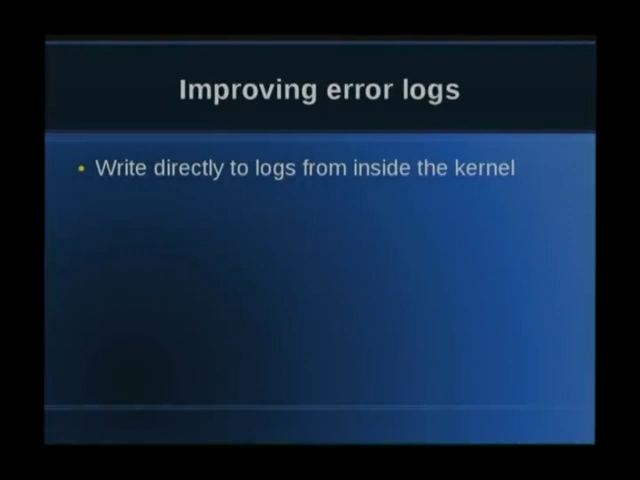 Improving error logs
• Write directly to logs from inside the kernel